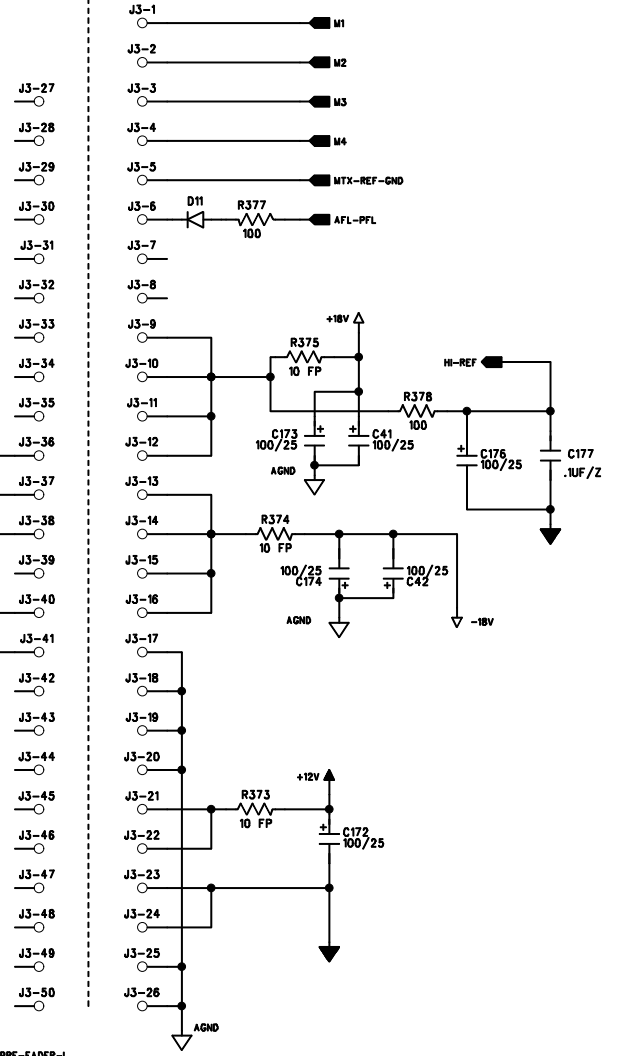 J3-1
M1
J3-2
M2
J3-27
J3-3
M3
J3-28
J3-4
M4
J3-29
J3-5
MTX-REF-GND
J3-30
J3-6
D11
R377
100
AFL-PFL
J3-31
J3-7
J3-32
J3-8
J3-33
J3-9
+18V
R375
10 FP
J3-34
J3-10
HI-REF
J3-35
J3-11
R378
100
J3-36
J3-12
+
C173
100/25
+
C41
100/25
+
C176
100/25
C177
.1UF/Z
AGND
J3-37
J3-13
J3-38
J3-14
R374
10 FP
J3-39
J3-15
100/25
C174
+
100/25
C42
+
J3-40
J3-16
AGND
-18V
J3-41
J3-17
J3-42
J3-18
J3-43
J3-19
J3-44
J3-20
+12V
J3-45
J3-21
R373
10 FP
J3-46
J3-22
+
C172
100/25
J3-47
J3-23
J3-48
J3-24
J3-49
J3-25
J3-50
J3-26
AGND